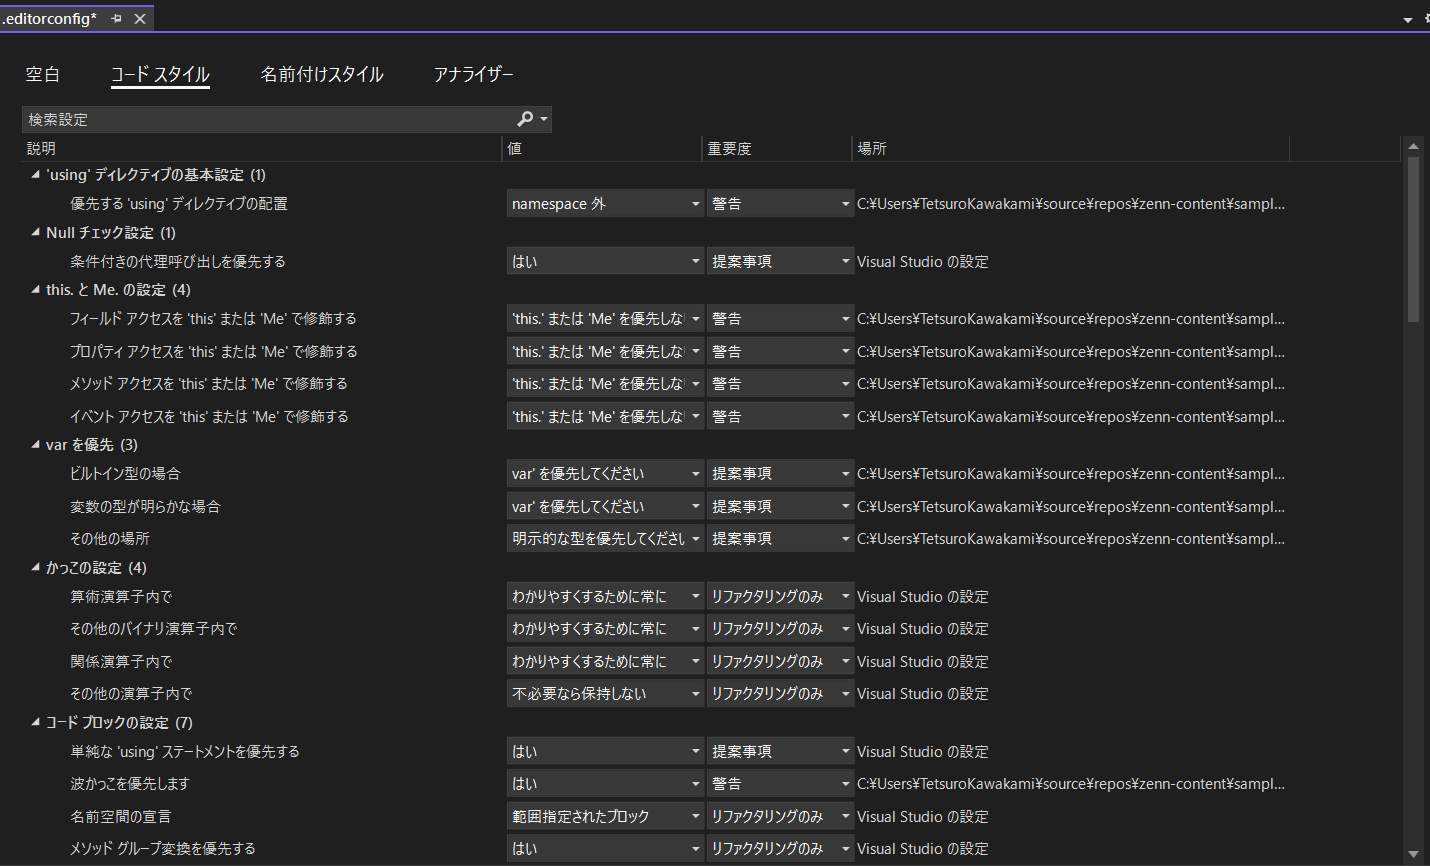 .editorconfig*
空白 コード スタイル 名前付けスタイル アナライザー
検索設定
説明 値 重要度 場所
'using' ディレクティブの基本設定 (1)
優先する 'using' ディレクティブの配置 namespace 外 警告 C:¥Users¥TetsuroKawakami¥source¥repos¥zenn-content¥sampl...
Null チェック設定 (1)
条件付きの代理呼び出しを優先する はい 提案事項 Visual Studio の設定
this. と Me. の設定 (4)
フィールド アクセスを 'this' または 'Me' で修飾する 'this.' または 'Me' を優先しない 警告 C:¥Users¥TetsuroKawakami¥source¥repos¥zenn-content¥sampl...
プロパティ アクセスを 'this' または 'Me' で修飾する 'this.' または 'Me' を優先しない 警告 C:¥Users¥TetsuroKawakami¥source¥repos¥zenn-content¥sampl...
メソッド アクセスを 'this' または 'Me' で修飾する 'this.' または 'Me' を優先しない 警告 C:¥Users¥TetsuroKawakami¥source¥repos¥zenn-content¥sampl...
イベント アクセスを 'this' または 'Me' で修飾する 'this.' または 'Me' を優先しない 警告 C:¥Users¥TetsuroKawakami¥source¥repos¥zenn-content¥sampl...
var を優先 (3)
ビルトイン型の場合 var' を優先してください 提案事項 C:¥Users¥TetsuroKawakami¥source¥repos¥zenn-content¥sampl...
変数の型が明らかな場合 var' を優先してください 提案事項 C:¥Users¥TetsuroKawakami¥source¥repos¥zenn-content¥sampl...
その他の場所 明示的な型を優先してください 提案事項 C:¥Users¥TetsuroKawakami¥source¥repos¥zenn-content¥sampl...
かっこの設定 (4)
算術演算子内で わかりやすくするために常に リファクタリングのみ Visual Studio の設定
その他のバイナリ演算子内で わかりやすくするために常に リファクタリングのみ Visual Studio の設定
関係演算子内で わかりやすくするために常に リファクタリングのみ Visual Studio の設定
その他の演算子内で 不必要なら保持しない リファクタリングのみ Visual Studio の設定
コード ブロックの設定 (7)
単純な 'using' ステートメントを優先する はい 提案事項 Visual Studio の設定
波かっこを優先します はい 警告 C:¥Users¥TetsuroKawakami¥source¥repos¥zenn-content¥sampl...
名前空間の宣言 範囲指定されたブロック リファクタリングのみ Visual Studio の設定
メソッド グループ変換を優先する はい リファクタリングのみ Visual Studio の設定